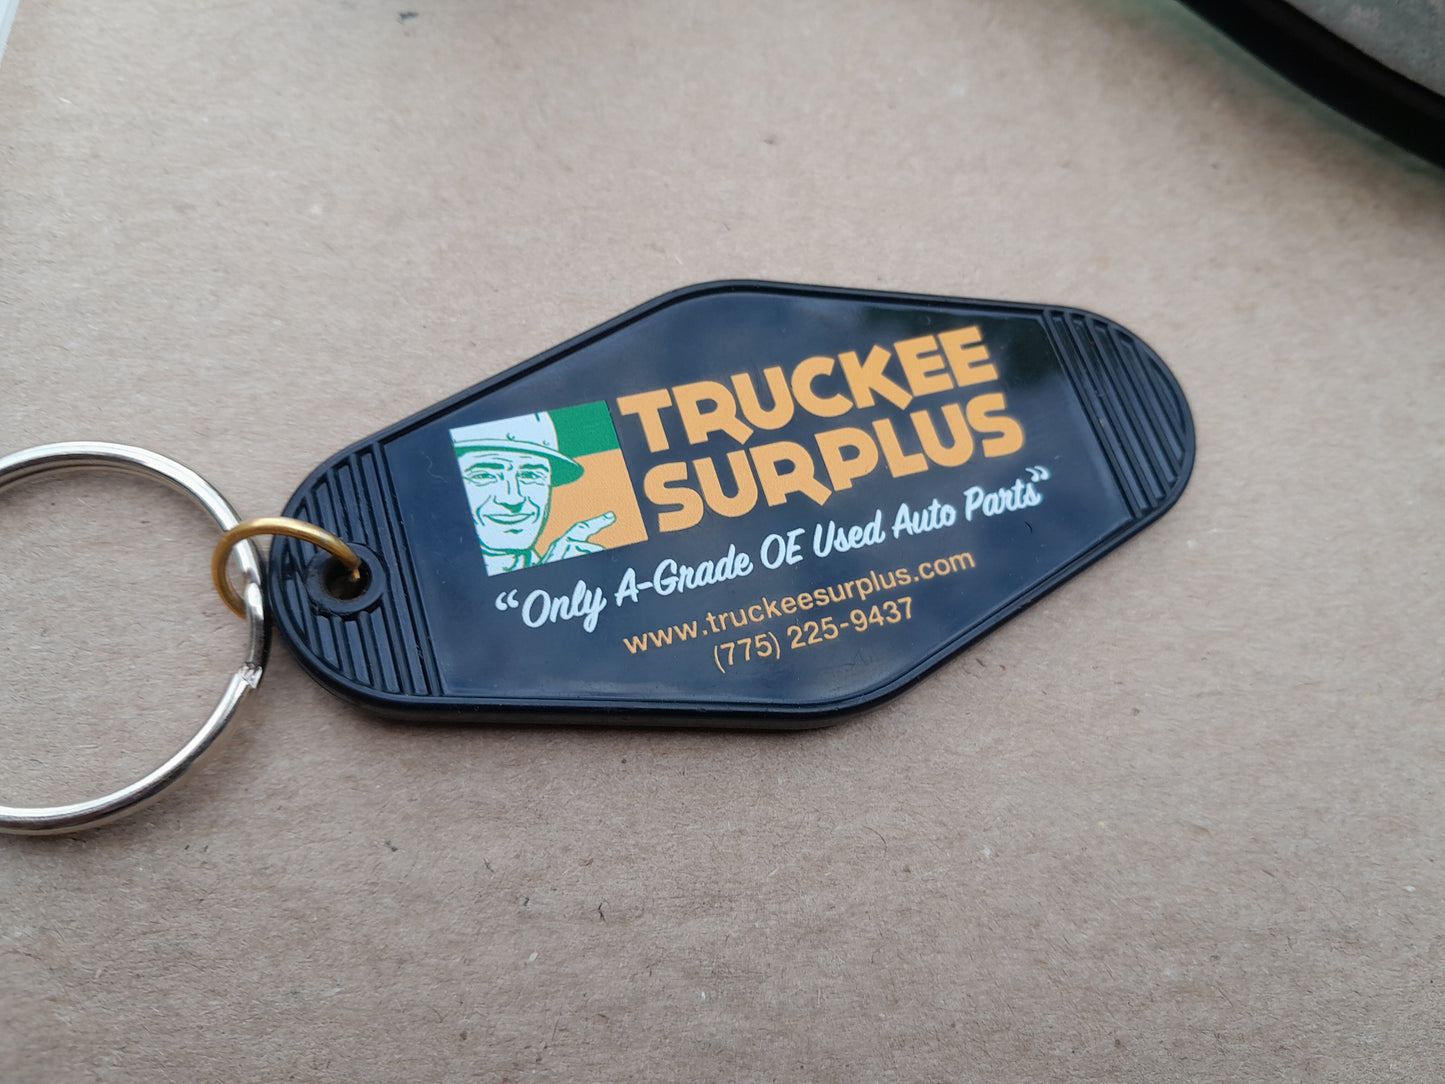 TRUCKEE
SURPLUS
“Only A-Grade OE Used Auto Parts”
www.truckeesurplus.com
(775) 225-9437